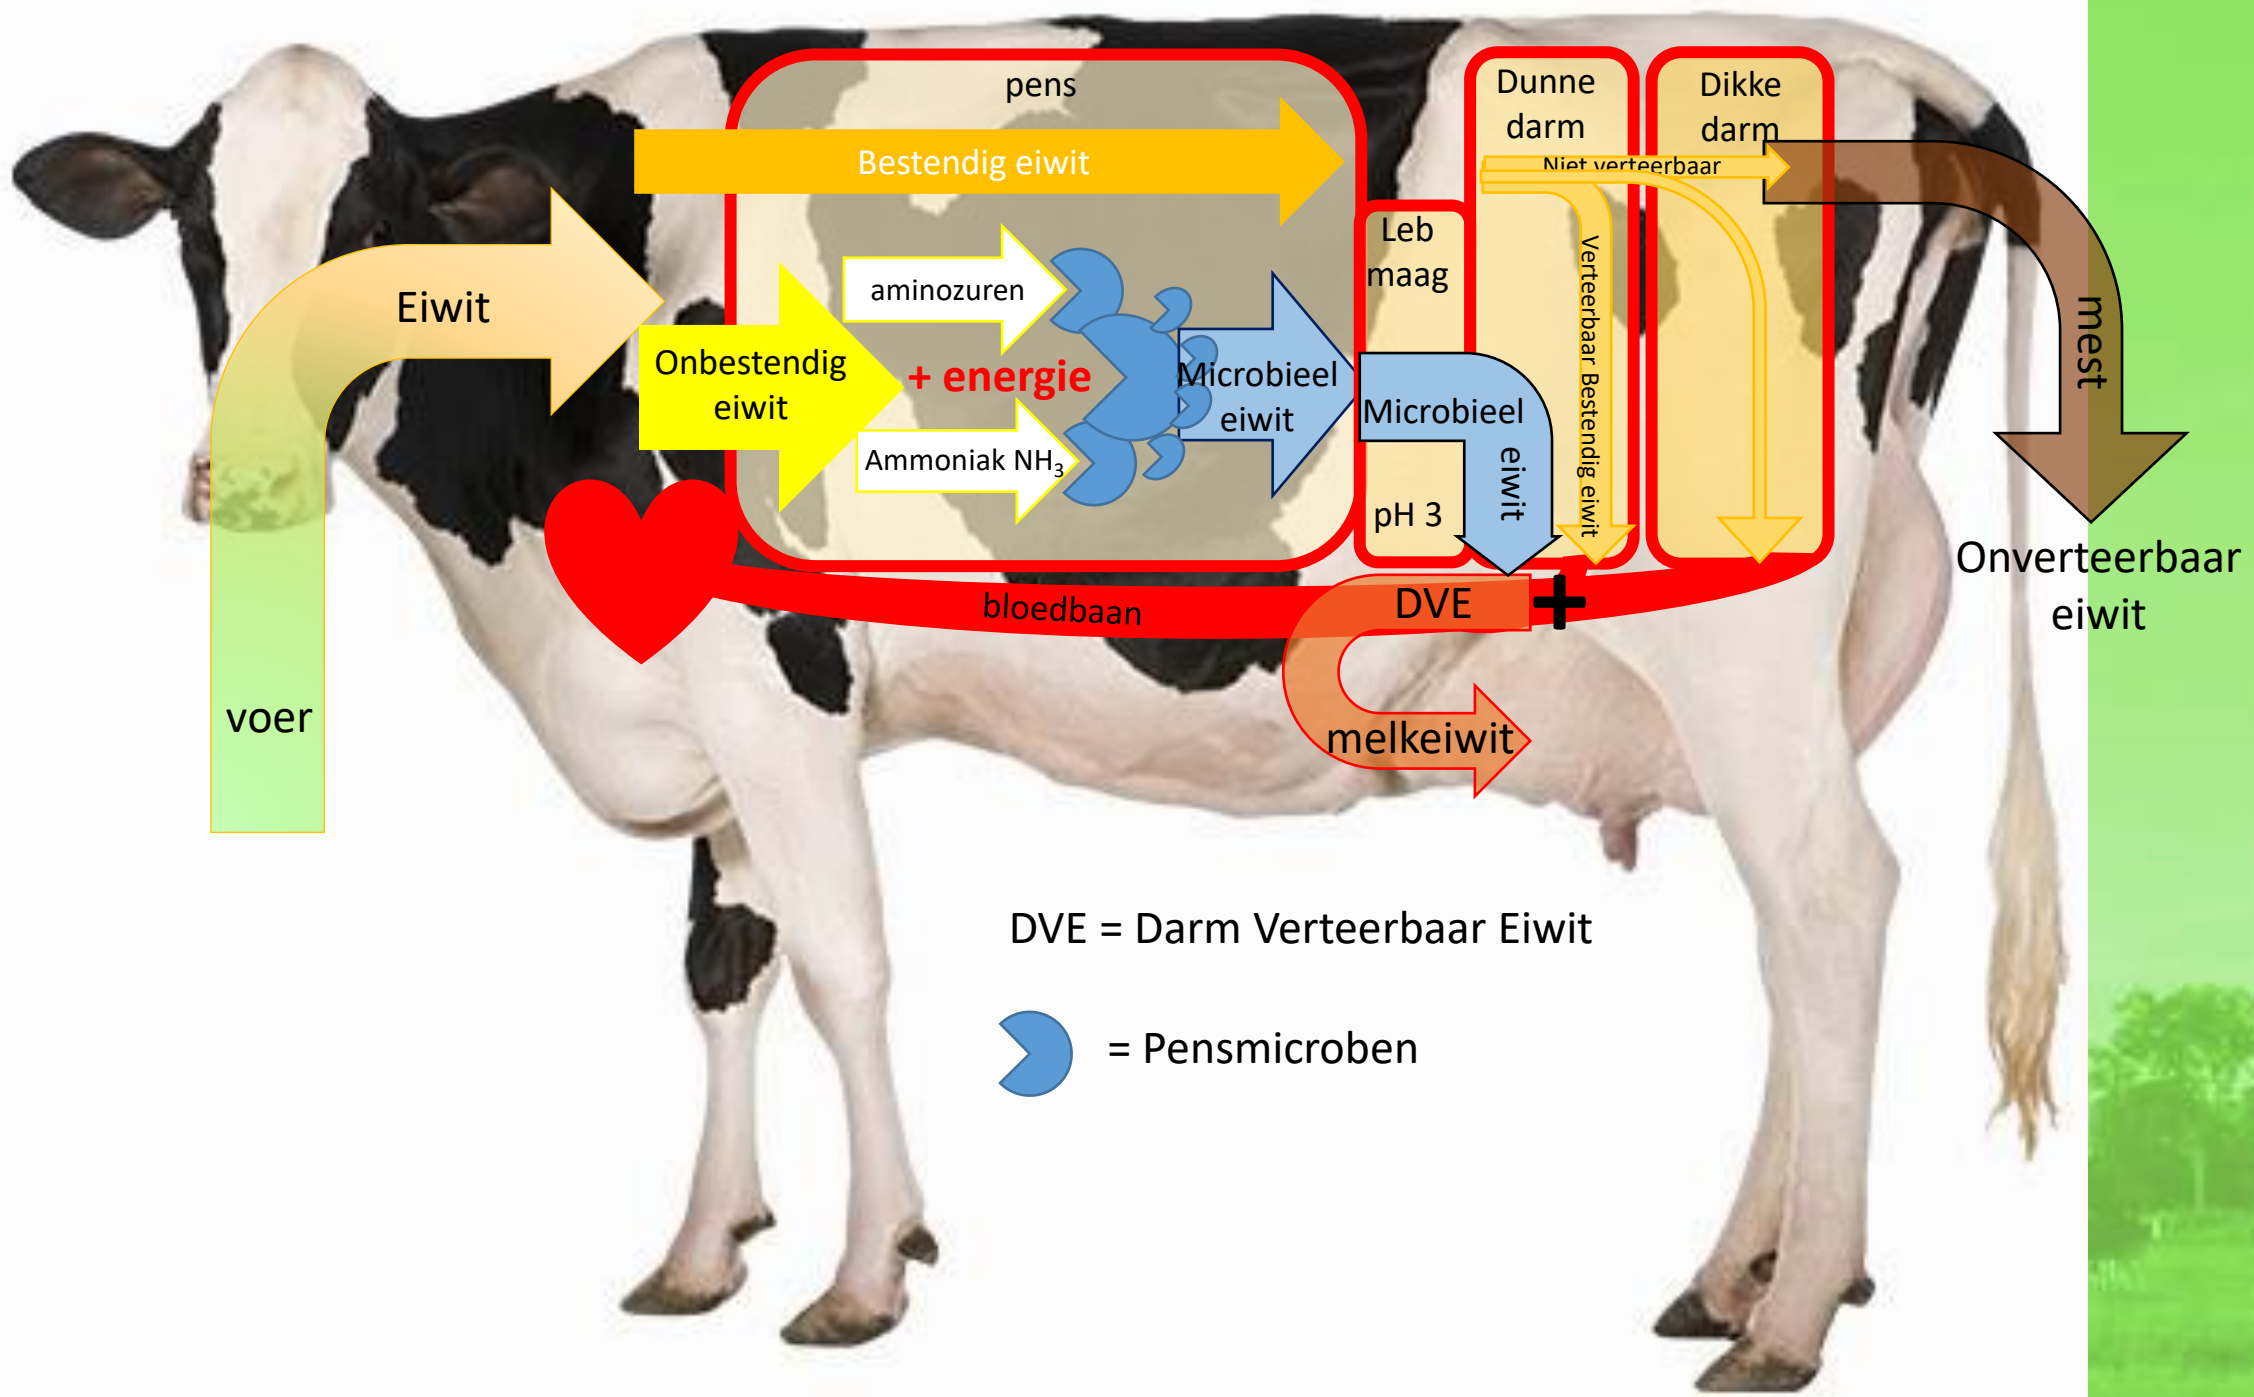 pens
Dunne
darm
Dikke
darm
Bestendig eiwit
Niet verteerbaar
Leb
maag
Eiwit
aminozuren
Onbestendig
eiwit
+ energie
Ammoniak NH₃
Microbieel
eiwit
Microbieel
eiwit
Verteerbaar Bestendig eiwit
pH 3
mest
Onverteerbaar
eiwit
bloedbaan
DVE
+
melkeiwit
voer
DVE = Darm Verteerbaar Eiwit
= Pensmicroben